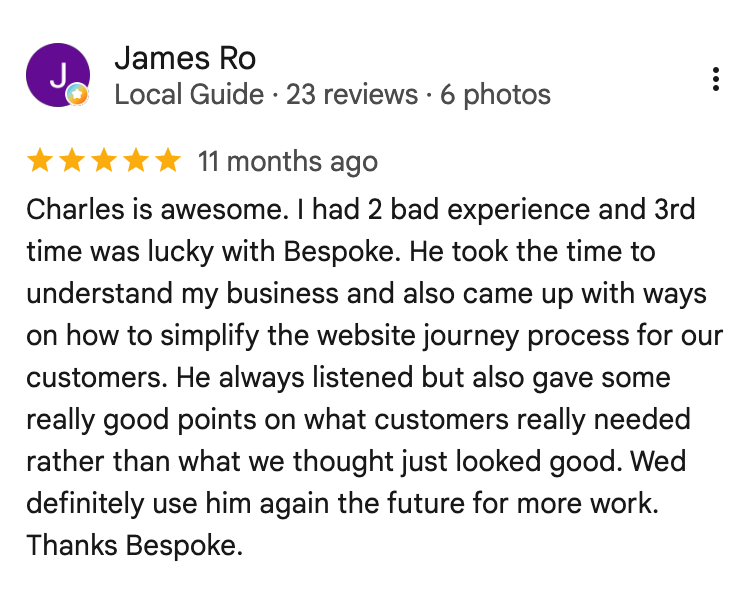 J
James Ro
Local Guide · 23 reviews · 6 photos
11 months ago
Charles is awesome. I had 2 bad experience and 3rd
time was lucky with Bespoke. He took the time to
understand my business and also came up with ways
on how to simplify the website journey process for our
customers. He always listened but also gave some
really good points on what customers really needed
rather than what we thought just looked good. Wed
definitely use him again the future for more work.
Thanks Bespoke.